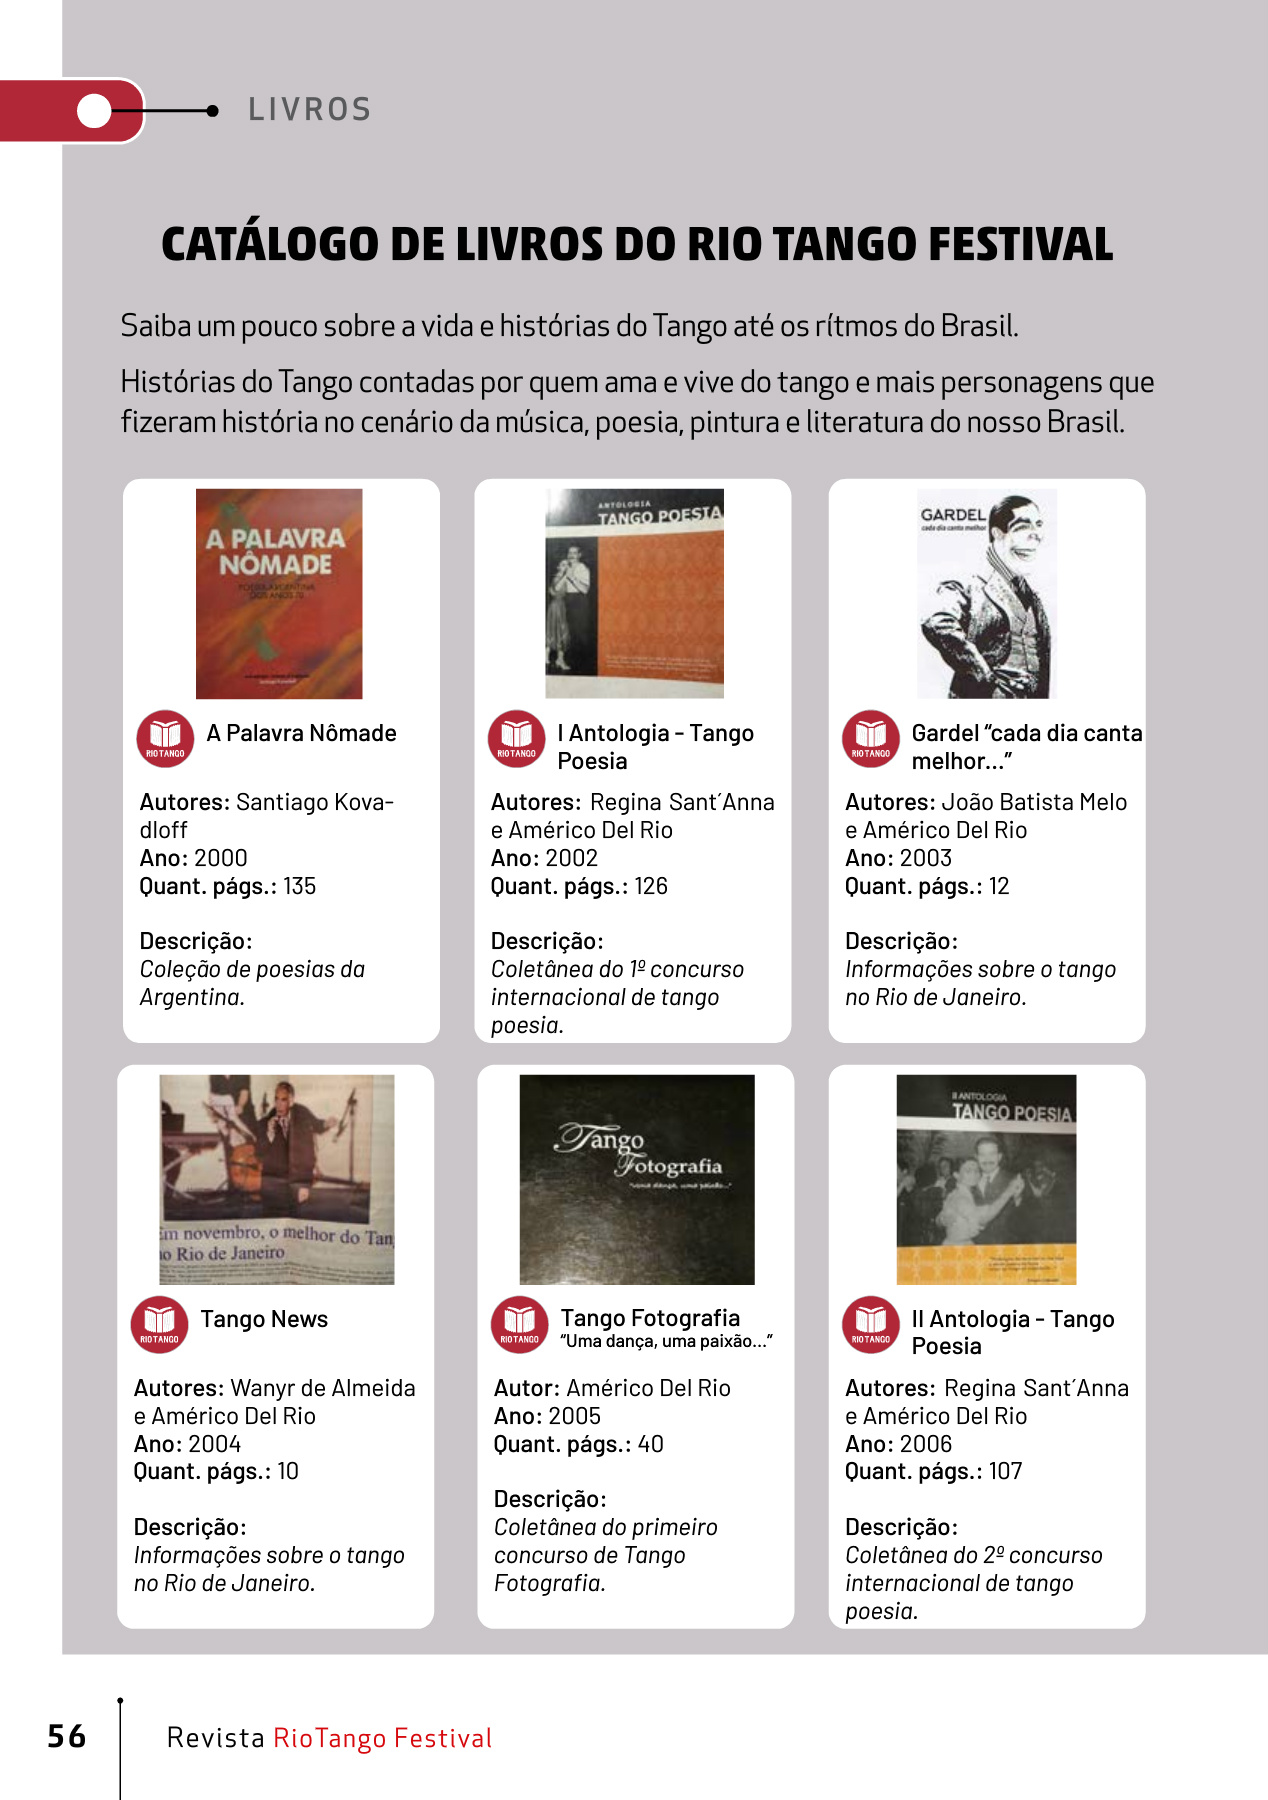 LIVROS
CATÁLOGO DE LIVROS DO RIO TANGO FESTIVAL
Saiba um pouco sobre a vida e histórias do Tango até os rítmos do Brasil.
Histórias do Tango contadas por quem ama e vive do tango e mais personagens que
fizeram história no cenário da música, poesia, pintura e literatura do nosso Brasil.
A PALAVRA
NÔMADE
POESIA ARGENTINA
DOS ANOS 70
RIO TANGO
A Palavra Nômade
Autores: Santiago Kova-
dloff
Ano: 2000
Quant. págs.: 135
Descrição:
Coleção de poesias da
Argentina.
ANTOLOGIA
TANGO POESIA
RIO TANGO
I Antologia - Tango
Poesia
Autores: Regina Sant´Anna
e Américo Del Rio
Ano: 2002
Quant. págs.: 126
Descrição:
Coletânea do 1º concurso
internacional de tango
poesia.
GARDEL
cada dia canta melhor
RIO TANGO
Gardel “cada dia canta
melhor...”
Autores: João Batista Melo
e Américo Del Rio
Ano: 2003
Quant. págs.: 12
Descrição:
Informações sobre o tango
no Rio de Janeiro.
Em novembro, o melhor do Tan
no Rio de Janeiro
RIO TANGO
Tango News
Autores: Wanyr de Almeida
e Américo Del Rio
Ano: 2004
Quant. págs.: 10
Descrição:
Informações sobre o tango
no Rio de Janeiro.
Tango
Fotografia
"uma dança, uma paixão..."
RIO TANGO
Tango Fotografia
“Uma dança, uma paixão...”
Autor: Américo Del Rio
Ano: 2005
Quant. págs.: 40
Descrição:
Coletânea do primeiro
concurso de Tango
Fotografia.
II ANTOLOGIA
TANGO POESIA
RIO TANGO
II Antologia - Tango
Poesia
Autores: Regina Sant´Anna
e Américo Del Rio
Ano: 2006
Quant. págs.: 107
Descrição:
Coletânea do 2º concurso
internacional de tango
poesia.
56
Revista RioTango Festival